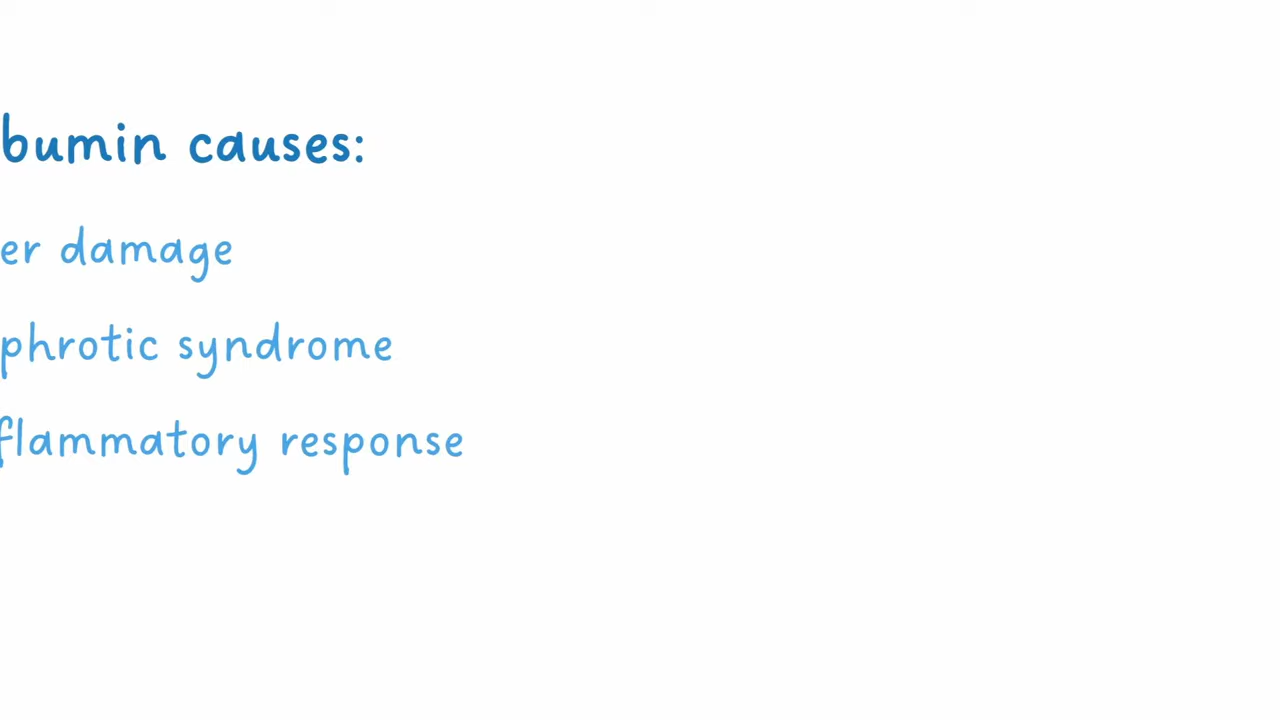 bumin causes:
er damage
phrotic syndrome
flammatory response